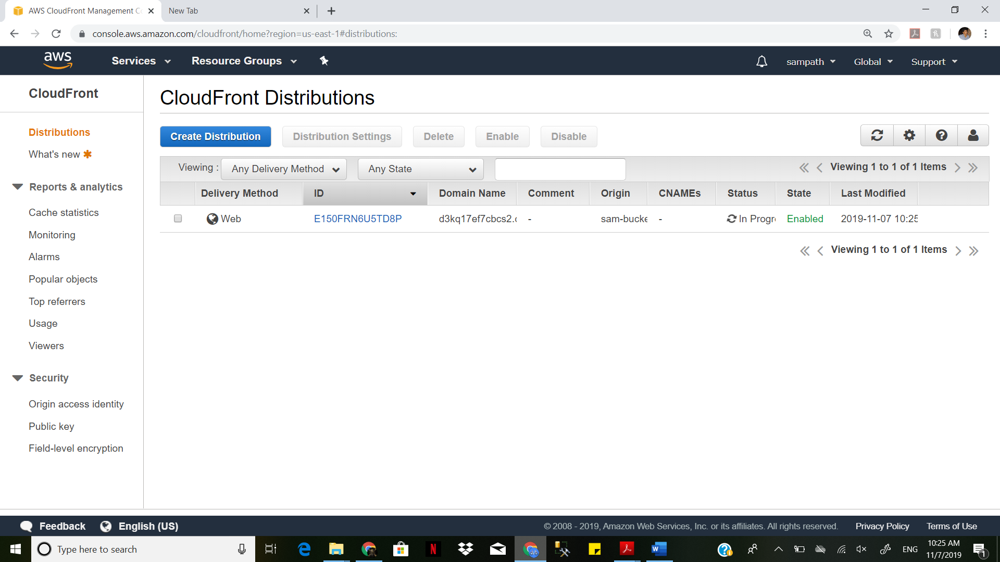 AWS CloudFront Management Co
New Tab
console.aws.amazon.com/cloudfront/home?region=us-east-1#distributions:
aws
Services
Resource Groups
sampath
Global
Support
CloudFront
Distributions
What's new
Reports & analytics
Cache statistics
Monitoring
Alarms
Popular objects
Top referrers
Usage
Viewers
Security
Origin access identity
Public key
Field-level encryption
CloudFront Distributions
Create Distribution
Distribution Settings
Delete
Enable
Disable
Viewing :
Any Delivery Method
Any State
Viewing 1 to 1 of 1 Items
Delivery Method ID Domain Name Comment Origin CNAMEs Status State Last Modified
Web E150FRN6U5TD8P d3kq17ef7cbcs2.c - sam-bucke - In Progr Enabled 2019-11-07 10:25
Viewing 1 to 1 of 1 Items
Feedback
English (US)
© 2008 - 2019, Amazon Web Services, Inc. or its affiliates. All rights reserved.
Privacy Policy
Terms of Use
Type here to search
ENG
10:25 AM
11/7/2019
1